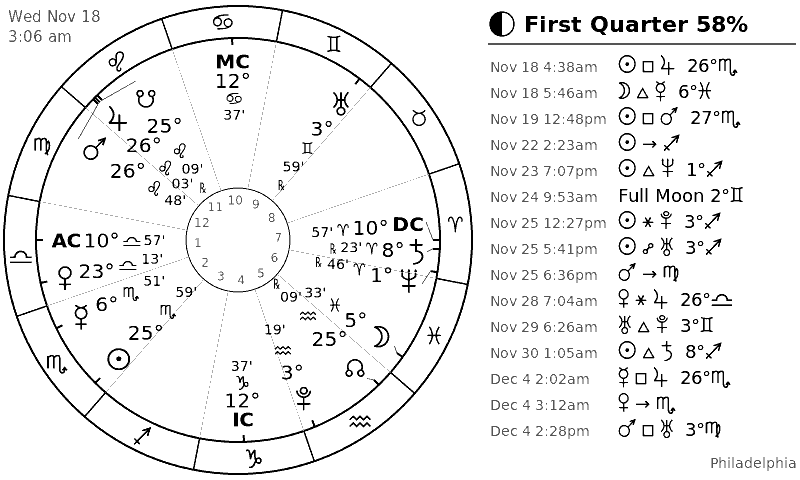 Wed Nov 18
3:06 am
♋
♊
♌
♉
♍
♈
♎
♓
♏
♒
♐
♑
MC
12°
♋
37'
☋
25°
♌
09'
℞
♃
26°
♌
03'
♂
26°
♌
48'
♅
3°
♊
59'
℞
AC 10° ♎ 57'
♀ 23° ♎ 13'
☿ 6° ♏ 51'
☉ 25° ♏ 59'
57' ♈ 10° DC
℞ 23' ♈ 8° ♄
℞ 46' ♈ 1° ♆
33' ♓ 5° ☽
℞ 09' ♒ 25° ☊
19' ♒ 3° ♇
37'
♑
12°
IC
1
2
3
4
5
6
7
8
9
10
11
12
First Quarter 58%
Nov 18 4:38am ☉ □ ♃ 26°♏
Nov 18 5:46am ☽ △ ☿ 6°♓
Nov 19 12:48pm ☉ □ ♂ 27°♏
Nov 22 2:23am ☉ → ♐
Nov 23 7:07pm ☉ △ ♆ 1°♐
Nov 24 9:53am Full Moon 2°♊
Nov 25 12:27pm ☉ ⚹ ♇ 3°♐
Nov 25 5:41pm ☉ ☍ ♅ 3°♐
Nov 25 6:36pm ♂ → ♍
Nov 28 7:04am ♀ ⚹ ♃ 26°♎
Nov 29 6:26am ♅ △ ♇ 3°♊
Nov 30 1:05am ☉ △ ♄ 8°♐
Dec 4 2:02am ☿ □ ♃ 26°♏
Dec 4 3:12am ♀ → ♏
Dec 4 2:28pm ♂ □ ♅ 3°♍
Philadelphia